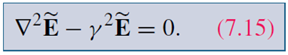 ∇²Ẽ − γ²Ẽ = 0. (7.15)